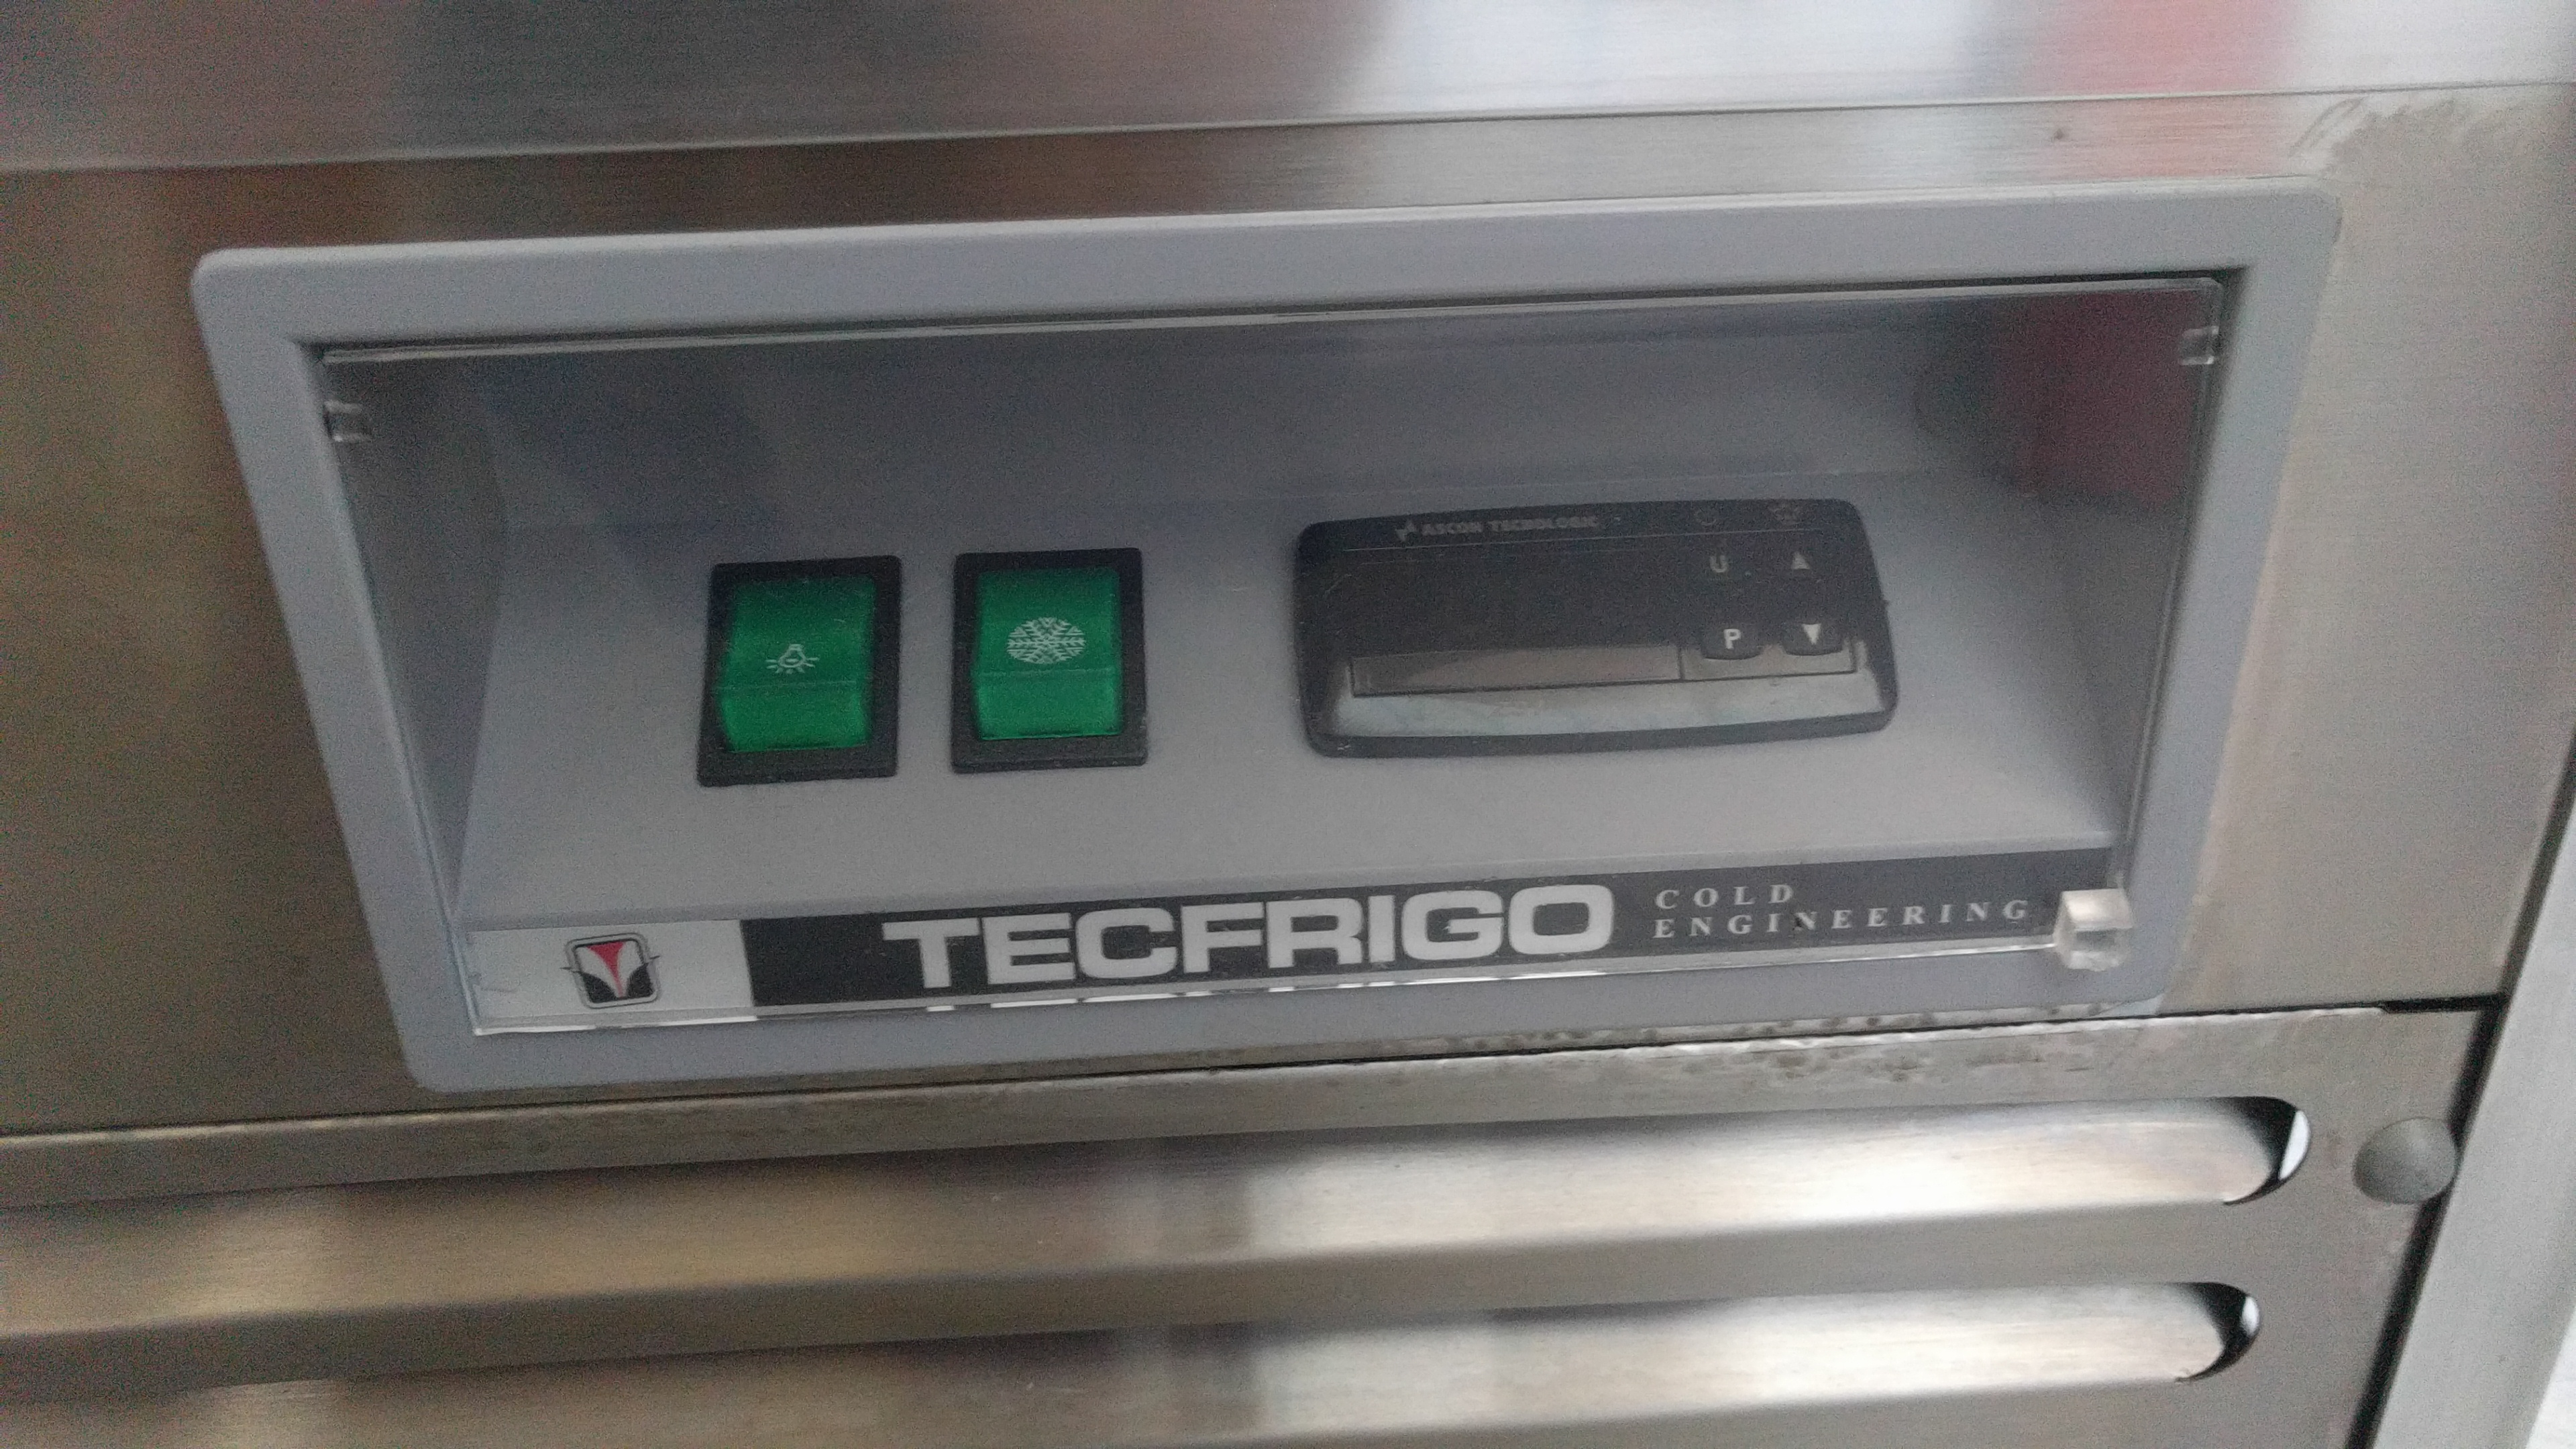 ASCON TECNOLOGIC
U ▲
P ▼
TECFRIGO
COLD
ENGINEERING